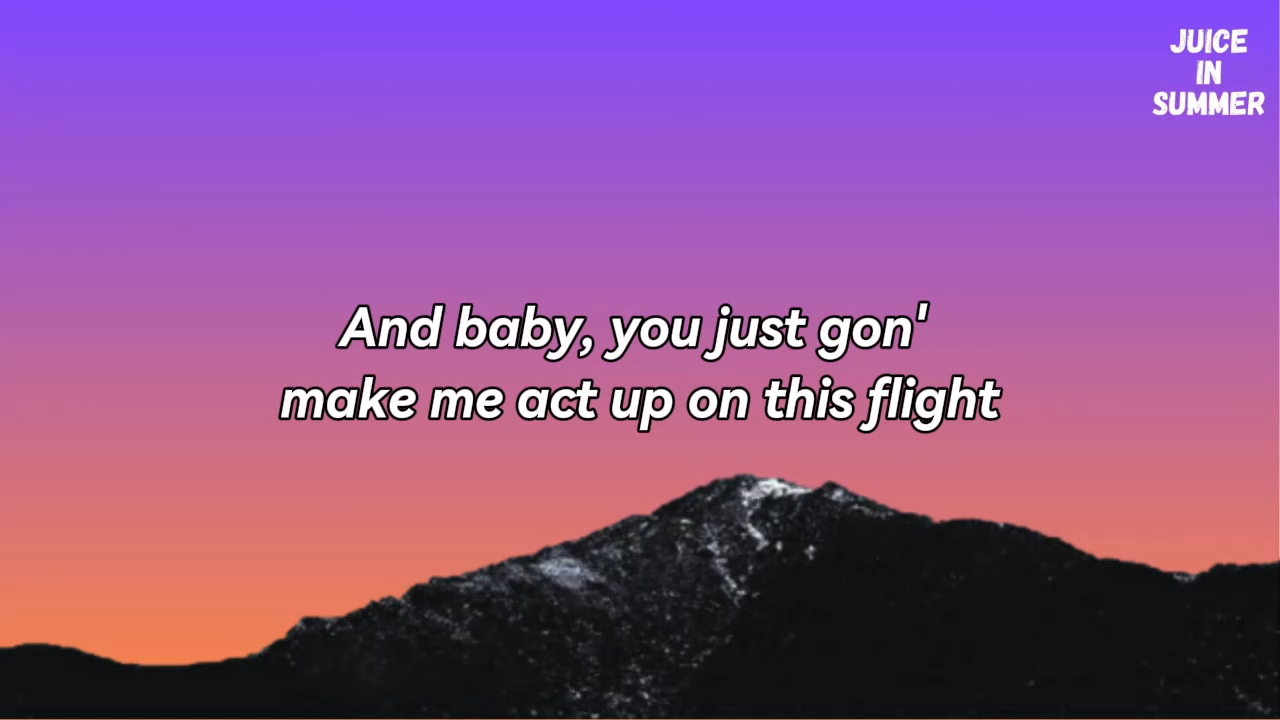 JUICE
IN
SUMMER
And baby, you just gon'
make me act up on this flight